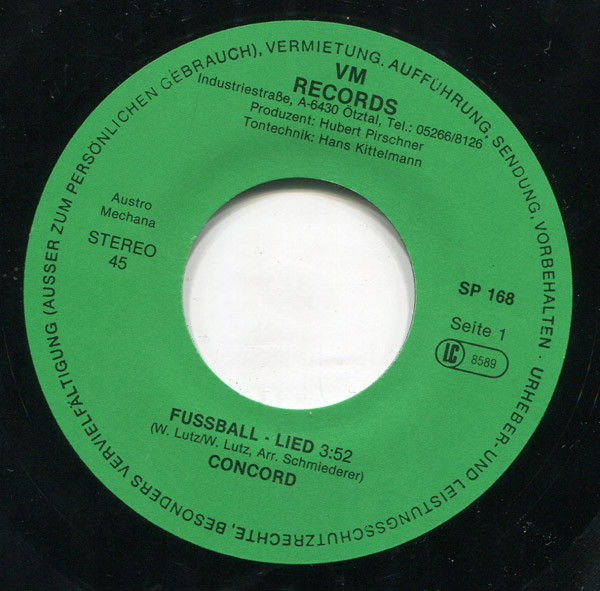 URHEBER- UND LEISTUNGSSCHUTZRECHTE, BESONDERS VERVIELFÄLTIGUNG (AUSSER ZUM PERSÖNLICHEN GEBRAUCH), VERMIETUNG. AUFFÜHRUNG, SENDUNG, VORBEHALTEN ·
VM
RECORDS
Industriestraße, A-6430 Ötztal, Tel.: 05266/8126
Produzent: Hubert Pirschner
Tontechnik: Hans Kittelmann
Austro
Mechana
STEREO
45
SP 168
Seite 1
LC 8589
FUSSBALL - LIED 3:52
(W. Lutz/W. Lutz, Arr. Schmiederer)
CONCORD